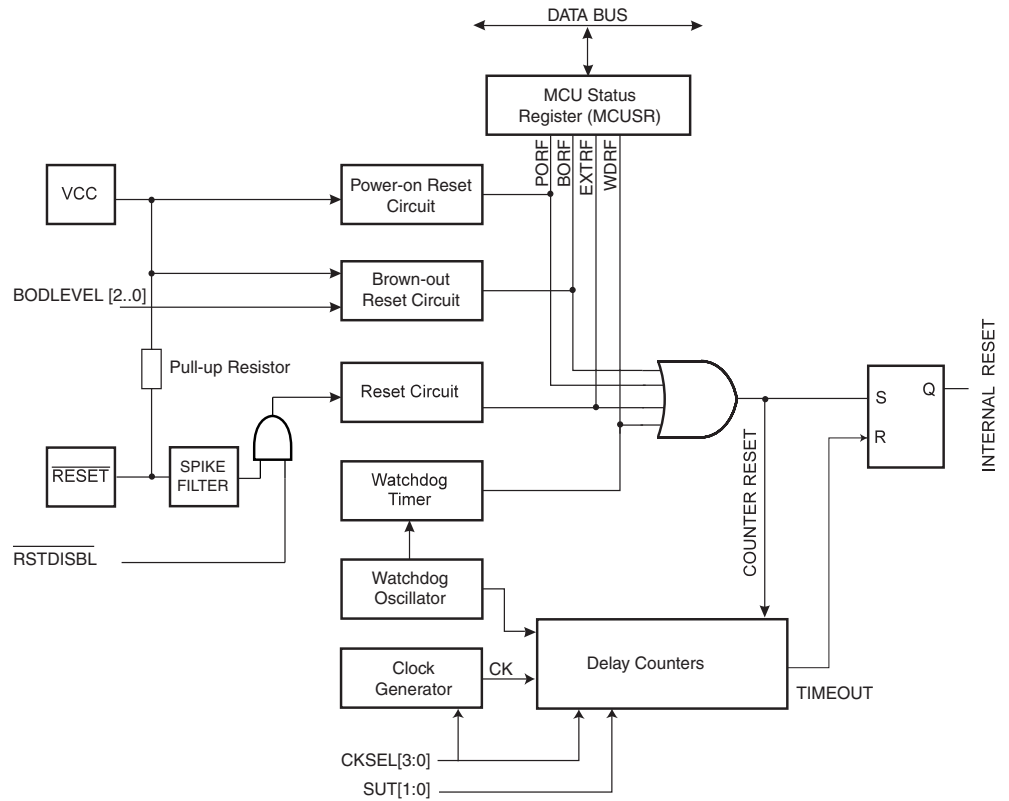 DATA BUS
MCU Status
Register (MCUSR)
PORF
BORF
EXTRF
WDRF
VCC
Power-on Reset
Circuit
Brown-out
Reset Circuit
BODLEVEL [2..0]
Pull-up Resistor
Reset Circuit
S
Q
R
INTERNAL RESET
RESET
SPIKE
FILTER
Watchdog
Timer
COUNTER RESET
RSTDISBL
Watchdog
Oscillator
Clock
Generator
CK
Delay Counters
TIMEOUT
CKSEL[3:0]
SUT[1:0]